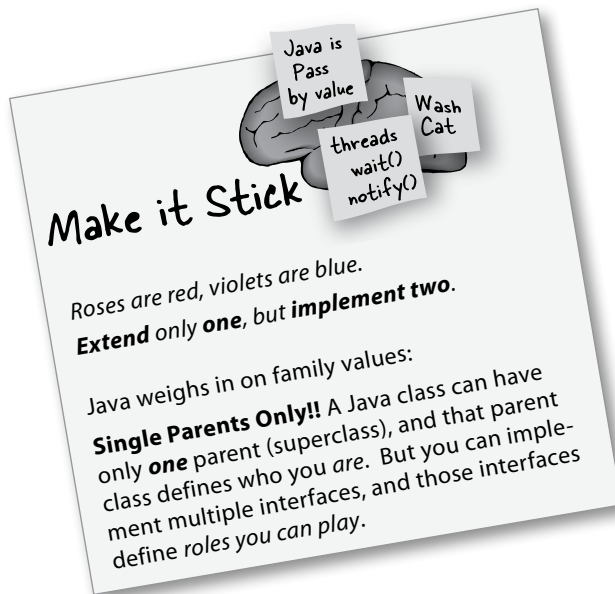 Java is
Pass
by value
Wash
Cat
threads
wait()
notify()
Make it Stick
Roses are red, violets are blue.
Extend only one, but implement two.
Java weighs in on family values:
Single Parents Only!! A Java class can have
only one parent (superclass), and that parent
class defines who you are. But you can imple-
ment multiple interfaces, and those interfaces
define roles you can play.